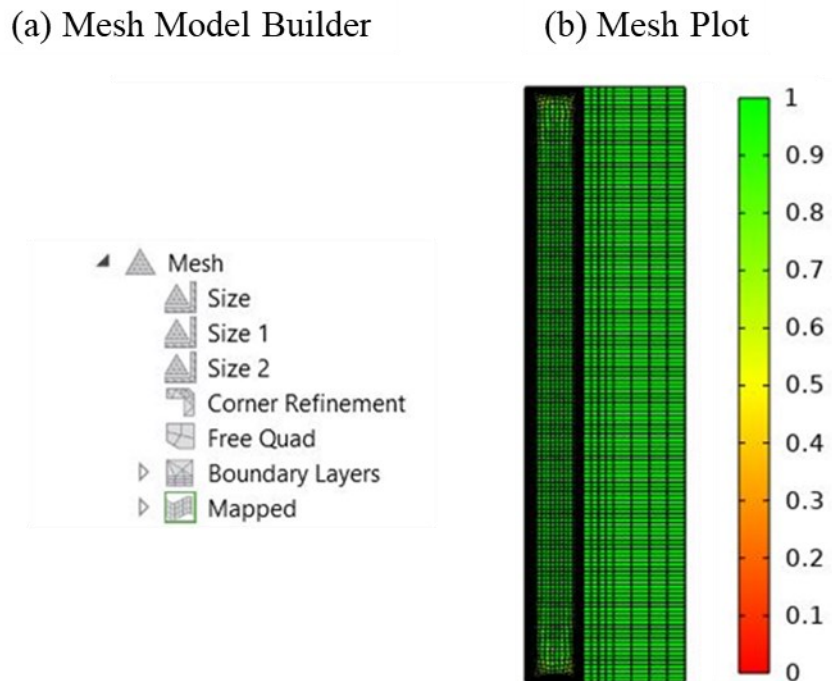 (a) Mesh Model Builder
(b) Mesh Plot
Mesh
Size
Size 1
Size 2
Corner Refinement
Free Quad
Boundary Layers
Mapped
1
0.9
0.8
0.7
0.6
0.5
0.4
0.3
0.2
0.1
0